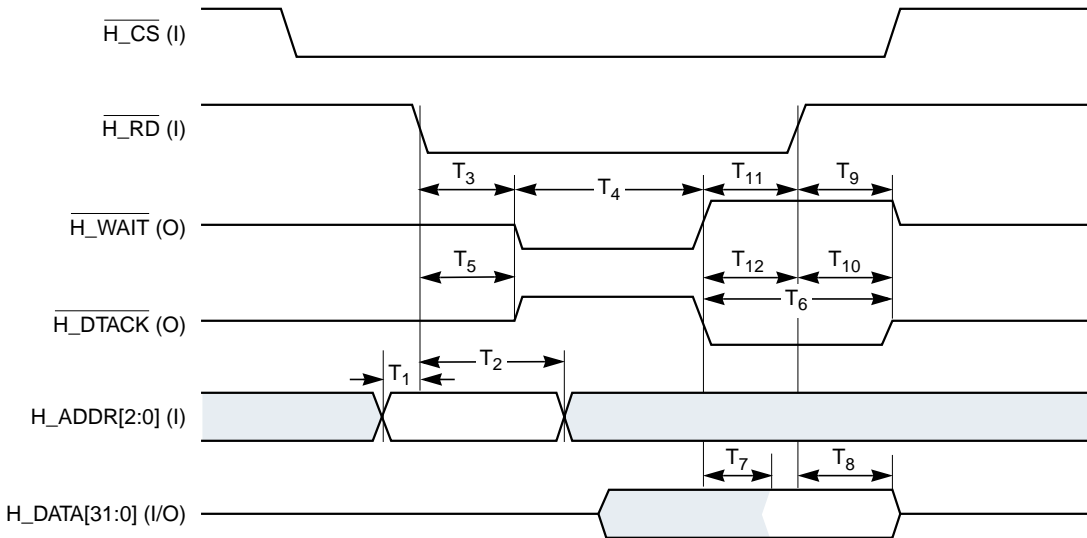 H_CS (I)
H_RD (I)
T3 T4 T11 T9
H_WAIT (O)
T5 T12 T10
T6
H_DTACK (O)
T2
T1
H_ADDR[2:0] (I)
T7 T8
H_DATA[31:0] (I/O)